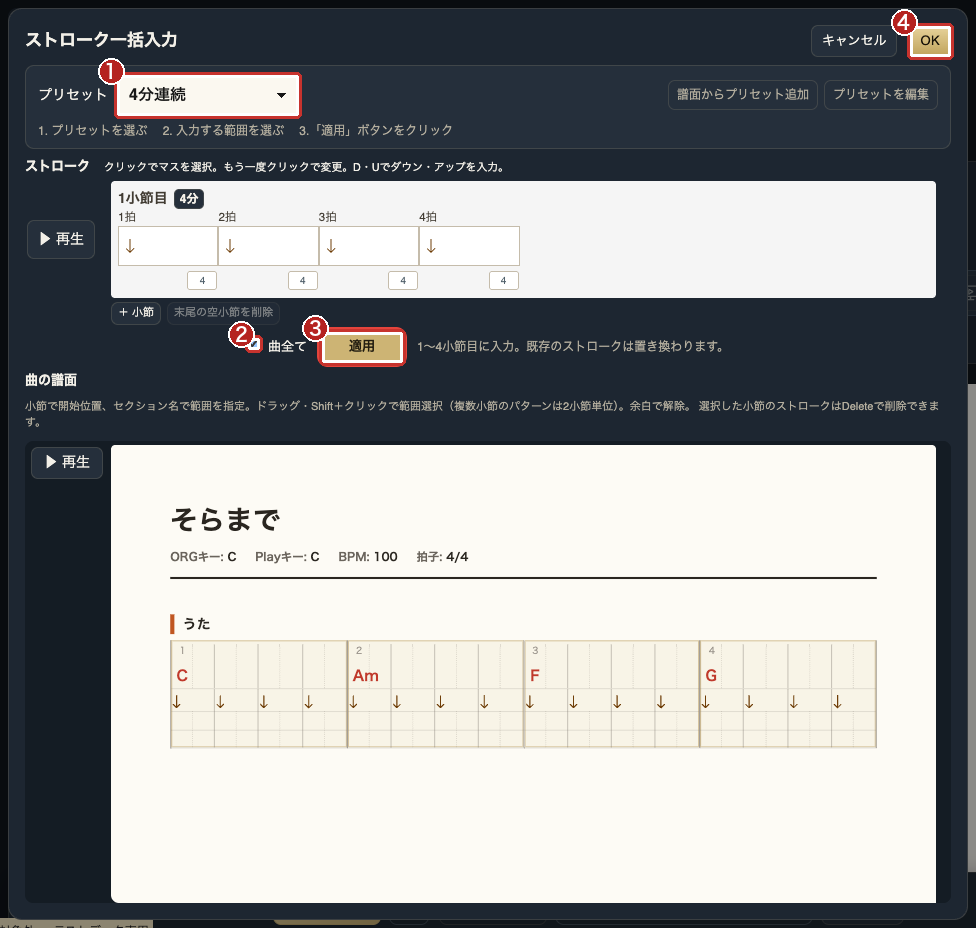 ストローク一括入力
キャンセル
4
OK
1
プリセット
4分連続
譜面からプリセット追加
プリセットを編集
1. プリセットを選ぶ 2. 入力する範囲を選ぶ 3.「適用」ボタンをクリック
ストローク クリックでマスを選択。もう一度クリックで変更。D・Uでダウン・アップを入力。
▶ 再生
1小節目 4分
1拍 2拍 3拍 4拍
↓ ↓ ↓ ↓
4 4 4 4
+ 小節 末尾の空小節を削除
2
曲全て
3
適用
1〜4小節目に入力。既存のストロークは置き換わります。
曲の譜面
小節で開始位置、セクション名で範囲を指定。ドラッグ・Shift+クリックで範囲選択（複数小節のパターンは2小節単位）。余白で解除。 選択した小節のストロークはDeleteで削除できま
す。
▶ 再生
そらまで
ORGキー: C Playキー: C BPM: 100 拍子: 4/4
うた
1 2 3 4
C Am F G
↓ ↓ ↓ ↓ ↓ ↓ ↓ ↓ ↓ ↓ ↓ ↓ ↓ ↓ ↓ ↓